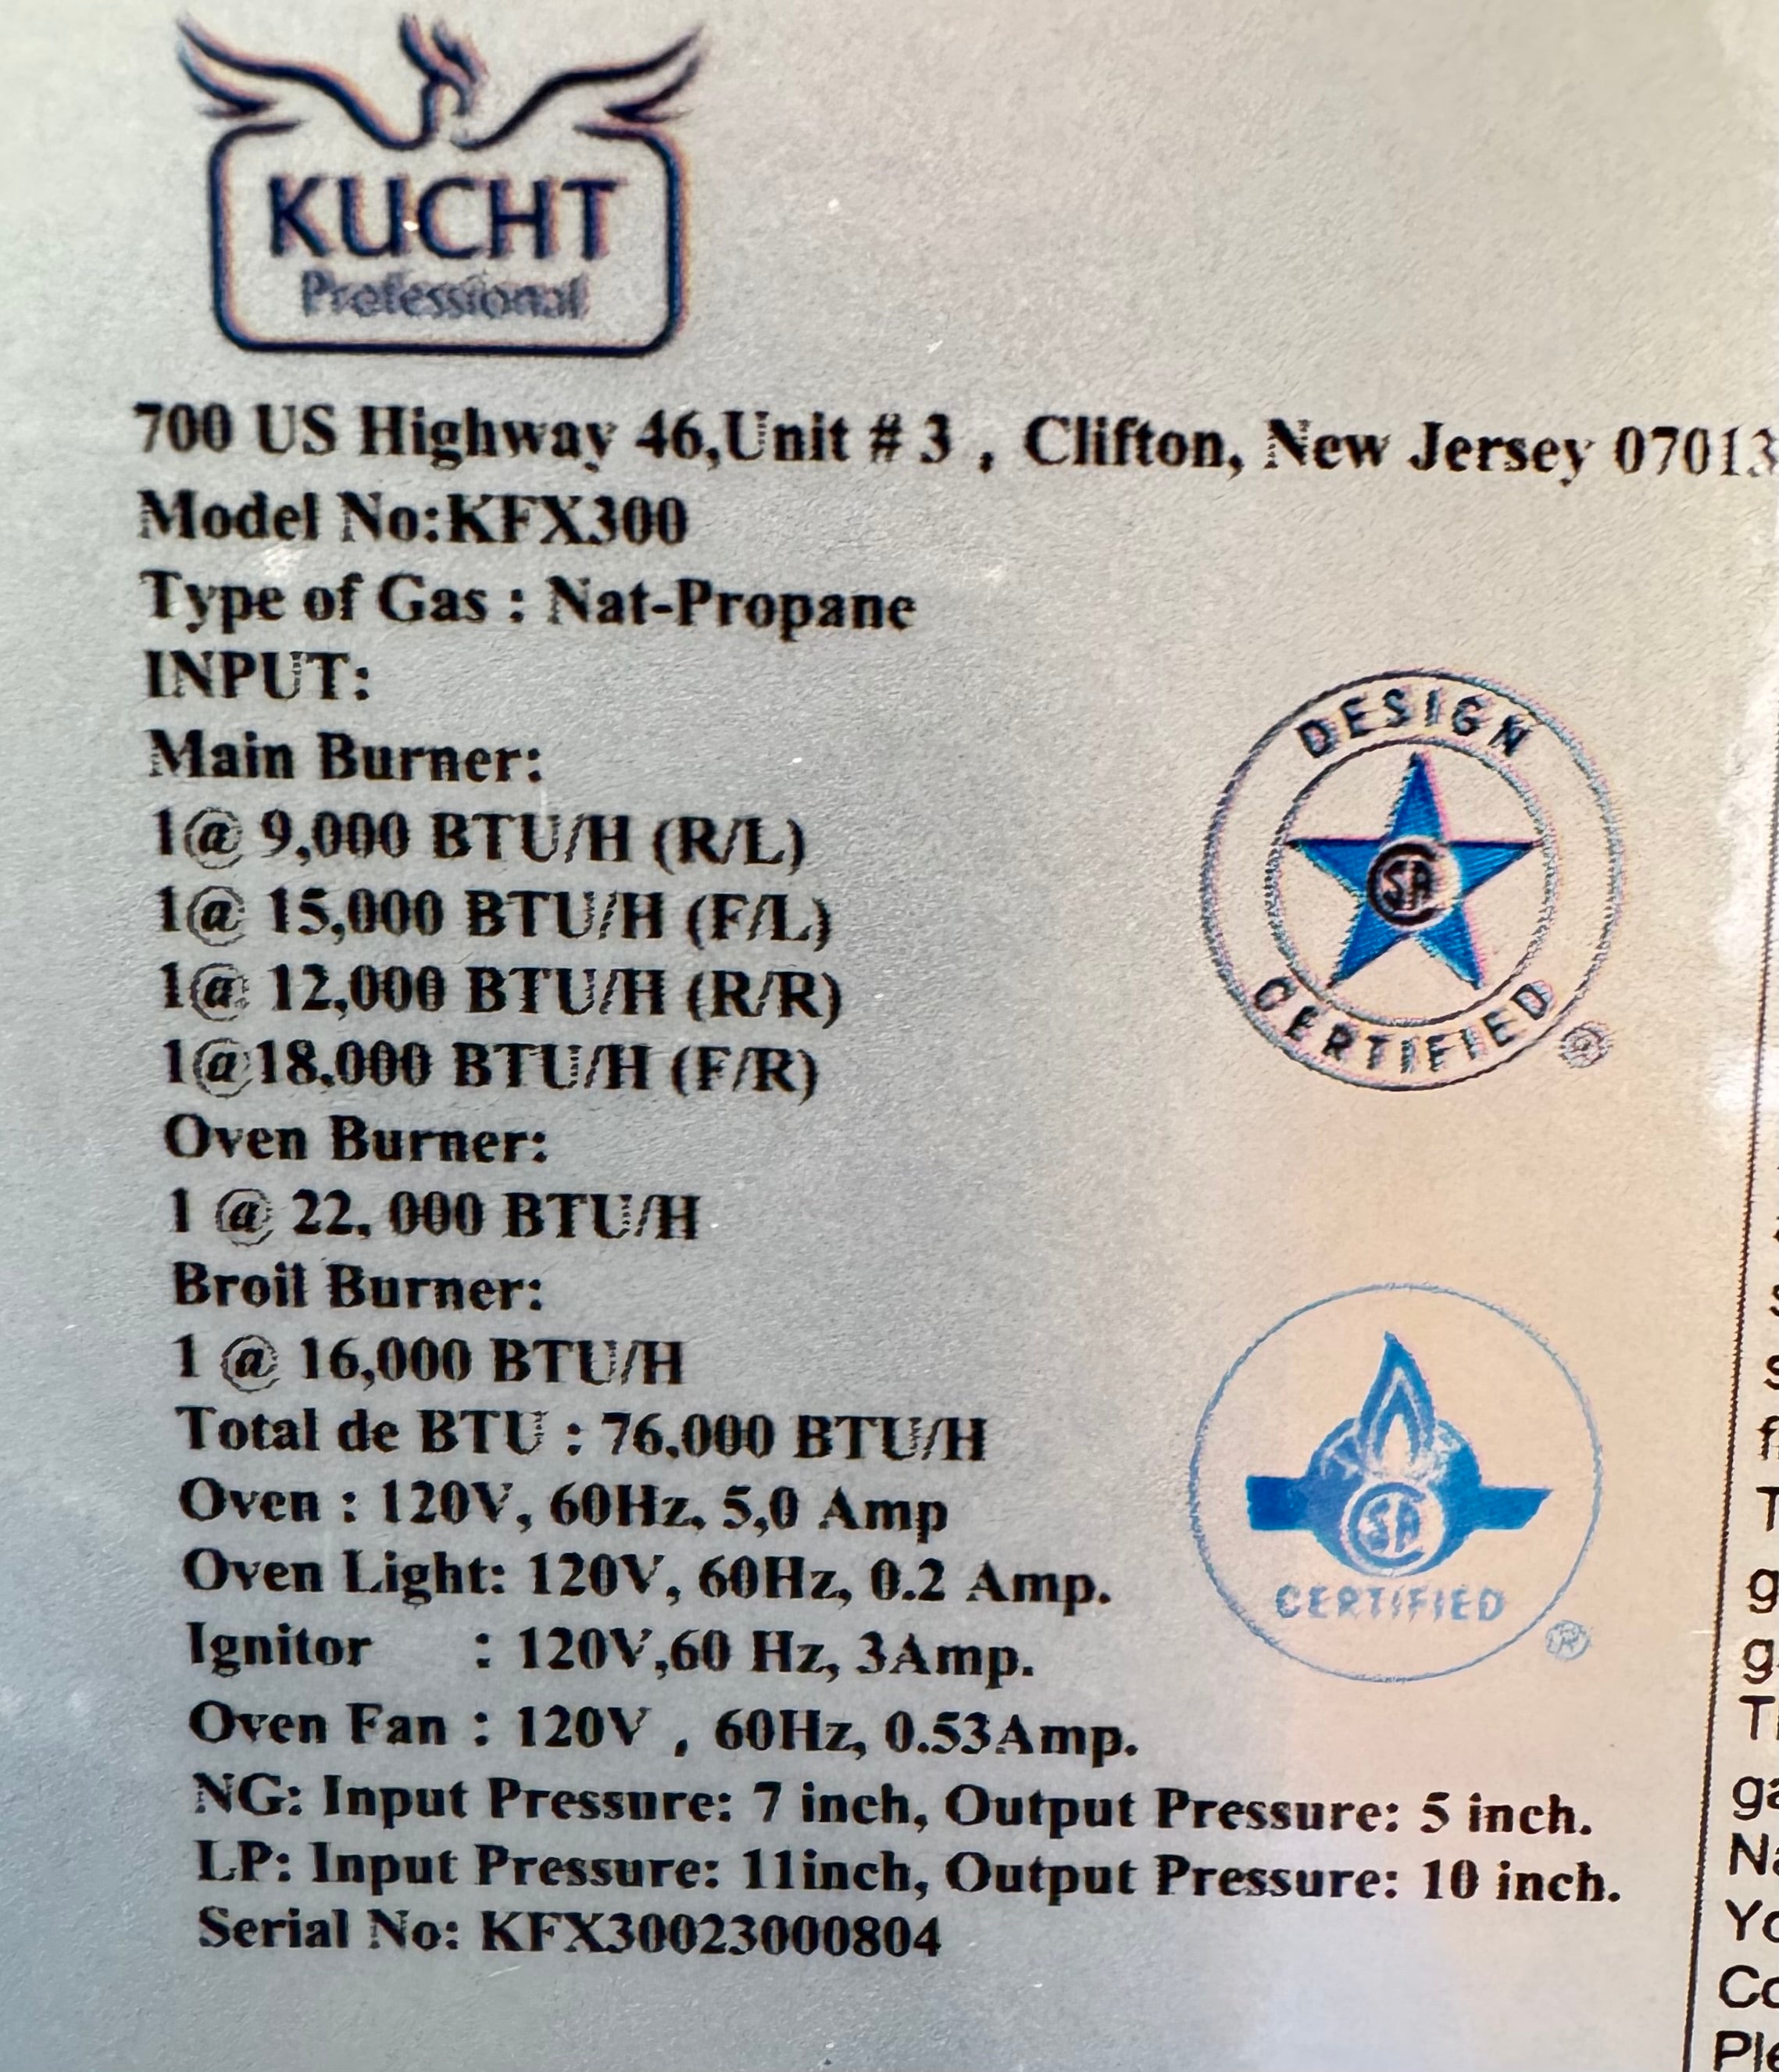 KUCHT
Professional
700 US Highway 46,Unit # 3 , Clifton, New Jersey 07013
Model No:KFX300
Type of Gas : Nat-Propane
INPUT:
Main Burner:
1@ 9,000 BTU/H (R/L)
1@ 15,000 BTU/H (F/L)
1@ 12,000 BTU/H (R/R)
1@18.000 BTU/H (F/R)
Oven Burner:
1 @ 22. 000 BTU/H
Broil Burner:
1 @ 16,000 BTU/H
Total de BTU : 76.000 BTU/H
Oven : 120V, 60Hz, 5,0 Amp
Oven Light: 120V, 60Hz, 0.2 Amp.
Ignitor : 120V,60 Hz, 3Amp.
Oven Fan : 120V , 60Hz, 0.53Amp.
NG: Input Pressure: 7 inch, Output Pressure: 5 inch.
LP: Input Pressure: 11inch, Output Pressure: 10 inch.
Serial No: KFX30023000804
DESIGN
CSA
CERTIFIED
®
CSA
CERTIFIED
®